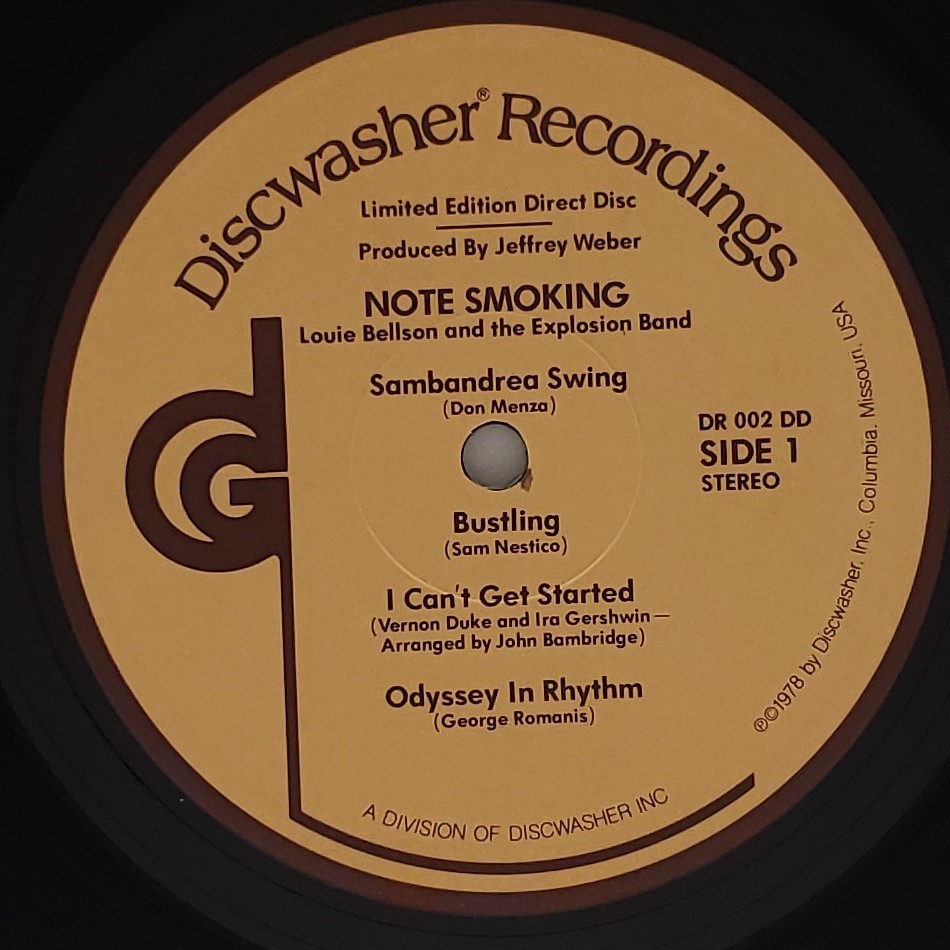 Discwasher® Recordings
Limited Edition Direct Disc
Produced By Jeffrey Weber
NOTE SMOKING
Louie Bellson and the Explosion Band
Sambandrea Swing
(Don Menza)
DR 002 DD
SIDE 1
STEREO
Bustling
(Sam Nestico)
I Can't Get Started
(Vernon Duke and Ira Gershwin—
Arranged by John Bambridge)
Odyssey In Rhythm
(George Romanis)
℗©1978 by Discwasher, Inc., Columbia, Missouri, USA
A DIVISION OF DISCWASHER INC